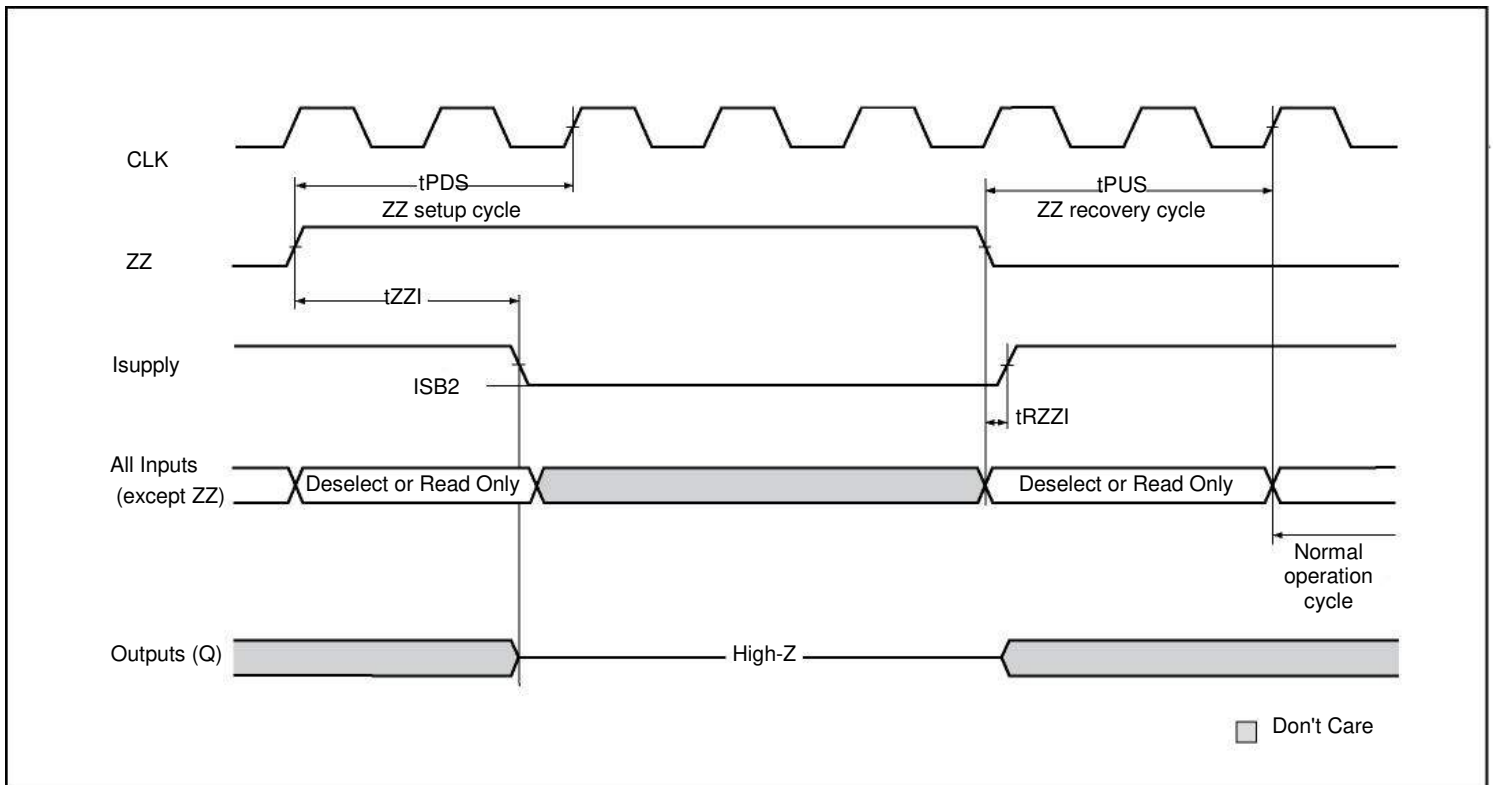 CLK
tPDS
ZZ setup cycle
tPUS
ZZ recovery cycle
ZZ
tZZI
Isupply
ISB2
tRZZI
All Inputs
(except ZZ)
Deselect or Read Only
Deselect or Read Only
Normal
operation
cycle
Outputs (Q)
High-Z
Don't Care